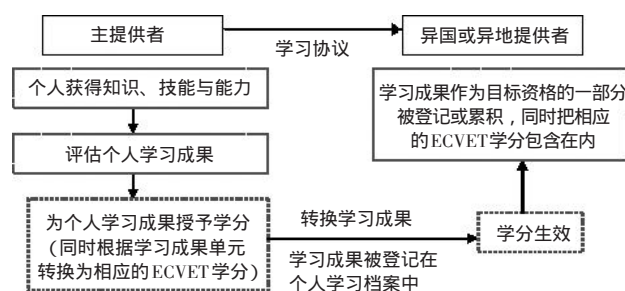 主提供者
学习协议
异国或异地提供者
个人获得知识、技能与能力
评估个人学习成果
为个人学习成果授予学分
（同时根据学习成果单元
转换为相应的ECVET学分）
转换学习成果
学习成果被登记在
个人学习档案中
学分生效
学习成果作为目标资格的一部分
被登记或累积，同时把相应
的ECVET学分包含在内